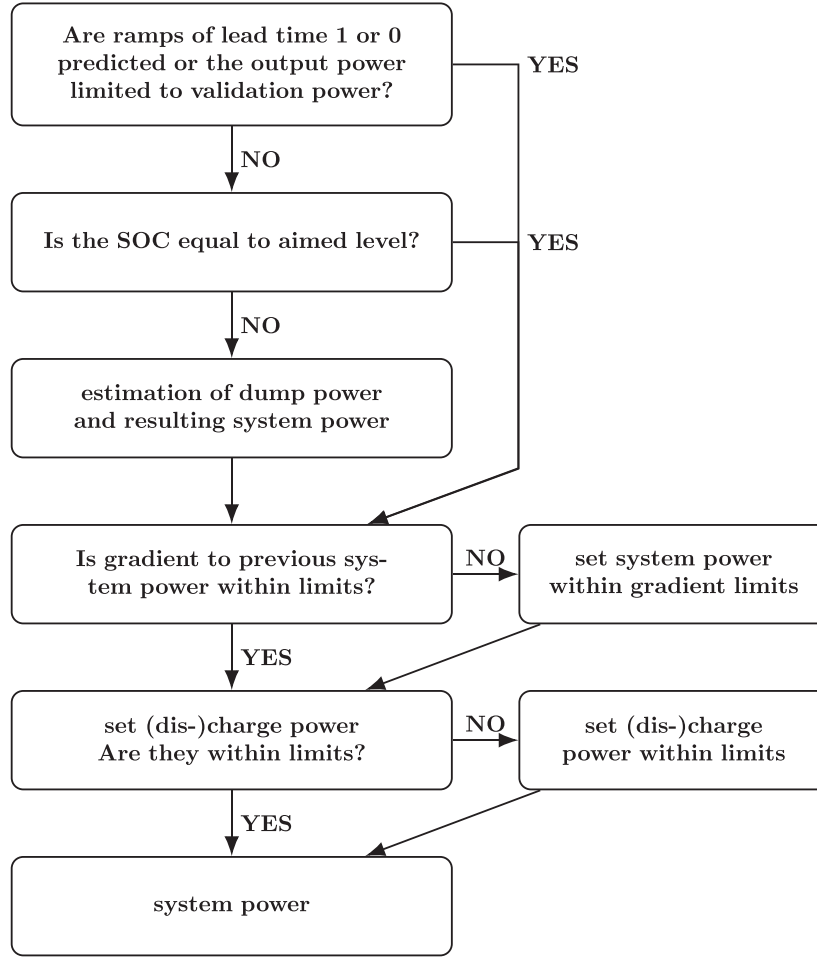 Are ramps of lead time 1 or 0
predicted or the output power
limited to validation power?
YES
NO
Is the SOC equal to aimed level?
YES
NO
estimation of dump power
and resulting system power
Is gradient to previous sys-
tem power within limits?
NO
set system power
within gradient limits
YES
set (dis-)charge power
Are they within limits?
NO
set (dis-)charge
power within limits
YES
system power